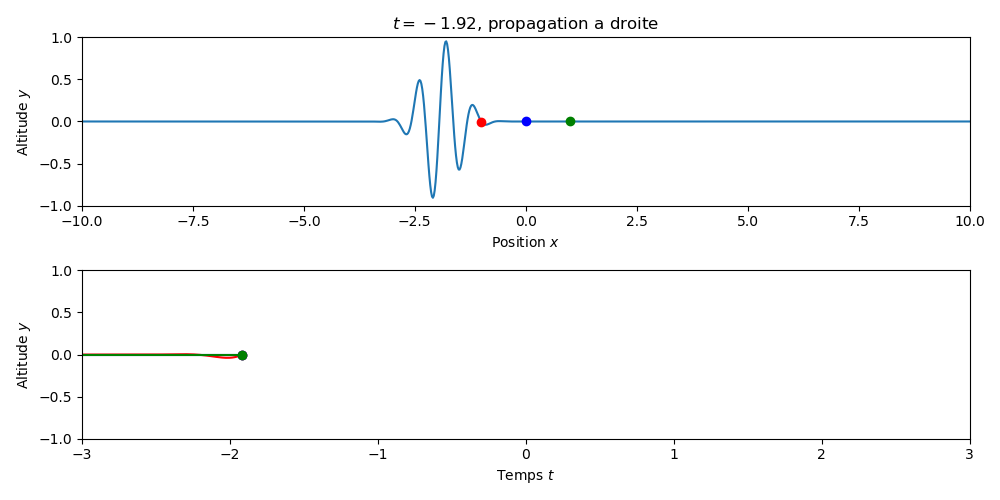 t = −1.92, propagation a droite
1.0
0.5
0.0
−0.5
−1.0
Altitude y
−10.0 −7.5 −5.0 −2.5 0.0 2.5 5.0 7.5 10.0
Position x
1.0
0.5
0.0
−0.5
−1.0
Altitude y
−3 −2 −1 0 1 2 3
Temps t